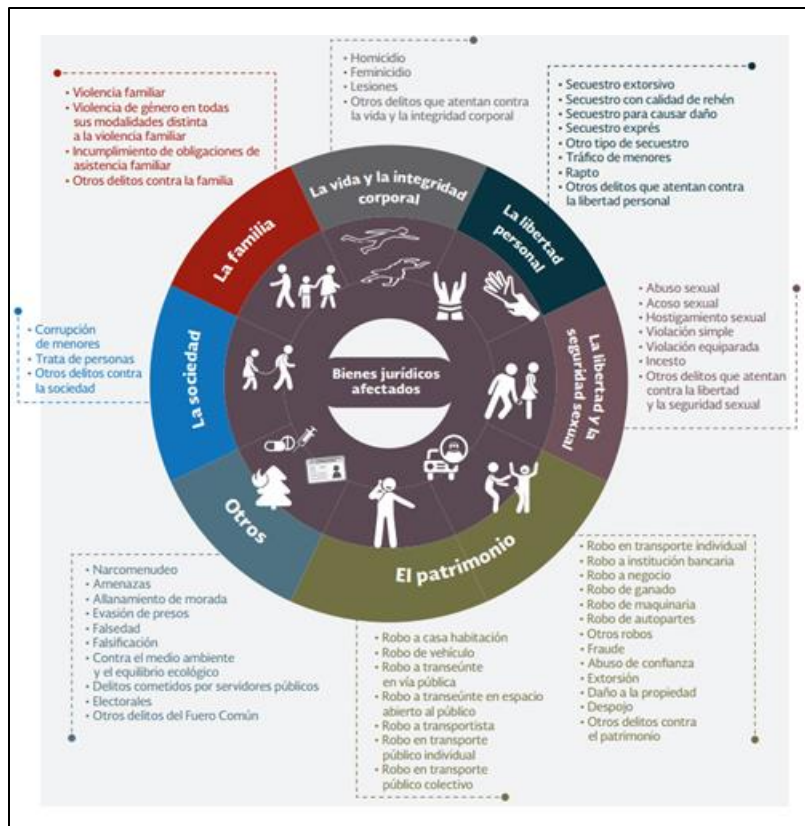 • Homicidio
• Feminicidio
• Lesiones
• Otros delitos que atentan contra
la vida y la integridad corporal
• Violencia familiar
• Violencia de género en todas
sus modalidades distinta
a la violencia familiar
• Incumplimiento de obligaciones de
asistencia familiar
• Otros delitos contra la familia
• Secuestro extorsivo
• Secuestro con calidad de rehén
• Secuestro para causar daño
• Secuestro exprés
• Otro tipo de secuestro
• Tráfico de menores
• Rapto
• Otros delitos que atentan contra
la libertad personal
La vida y la integridad
corporal
La familia
La libertad
personal
• Abuso sexual
• Acoso sexual
• Hostigamiento sexual
• Violación simple
• Violación equiparada
• Incesto
• Otros delitos que atentan
contra la libertad
y la seguridad sexual
• Corrupción
de menores
• Trata de personas
• Otros delitos contra
la sociedad
La sociedad
Bienes jurídicos
afectados
La libertad y la
seguridad sexual
Otros
El patrimonio
• Narcomenudeo
• Amenazas
• Allanamiento de morada
• Evasión de presos
• Falsedad
• Falsificación
• Contra el medio ambiente
y el equilibrio ecológico
• Delitos cometidos por servidores públicos
• Electorales
• Otros delitos del Fuero Común
• Robo a casa habitación
• Robo de vehículo
• Robo a transeúnte
en vía pública
• Robo a transeúnte en espacio
abierto al público
• Robo a transportista
• Robo en transporte
público individual
• Robo en transporte
público colectivo
• Robo en transporte individual
• Robo a institución bancaria
• Robo a negocio
• Robo de ganado
• Robo de maquinaria
• Robo de autopartes
• Otros robos
• Fraude
• Abuso de confianza
• Extorsión
• Daño a la propiedad
• Despojo
• Otros delitos contra
el patrimonio